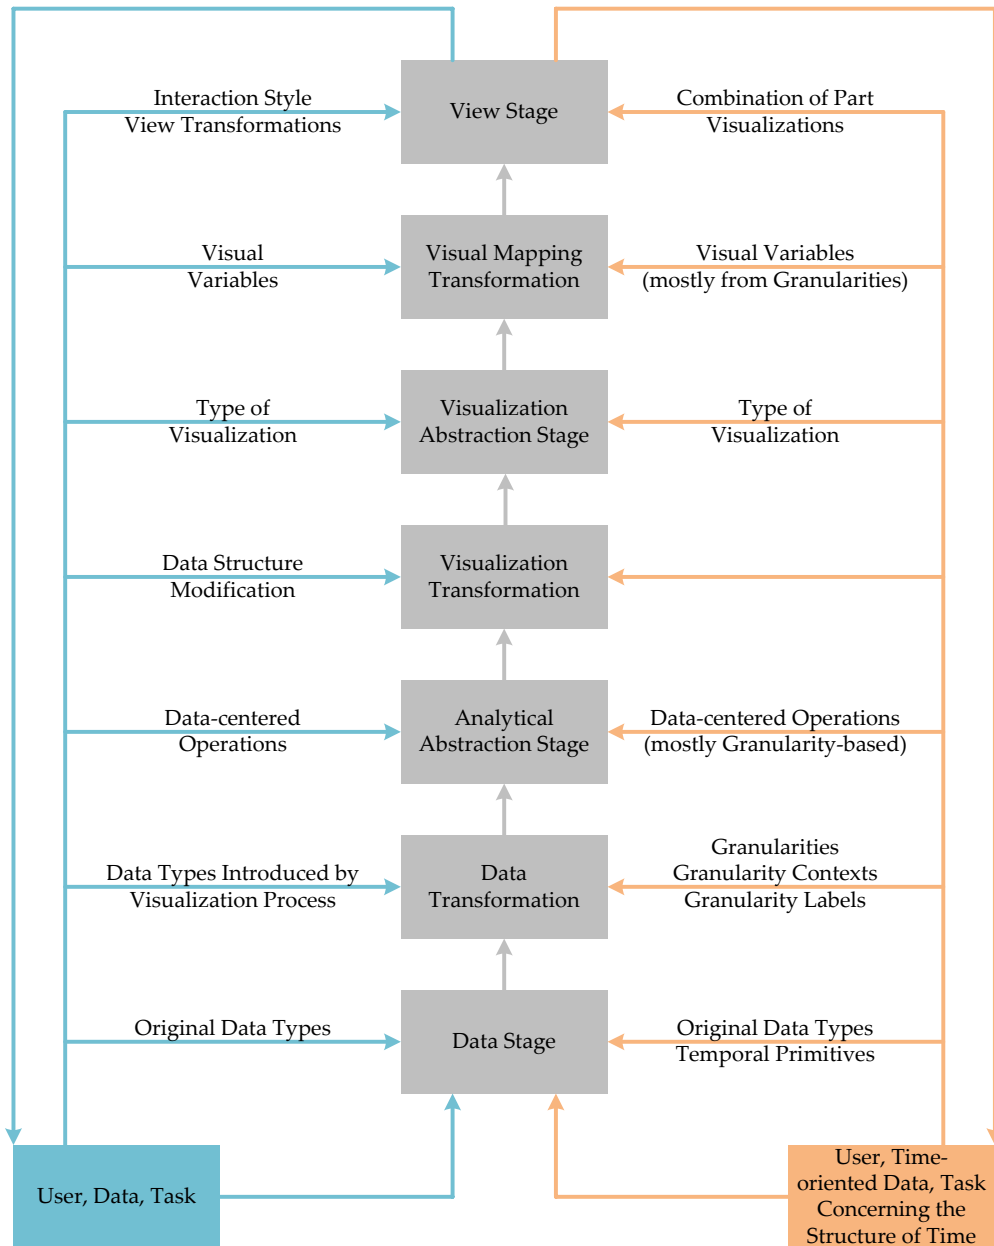 Interaction Style
View Transformations
View Stage
Combination of Part
Visualizations
Visual
Variables
Visual Mapping
Transformation
Visual Variables
(mostly from Granularities)
Type of
Visualization
Visualization
Abstraction Stage
Type of
Visualization
Data Structure
Modification
Visualization
Transformation
Data-centered
Operations
Analytical
Abstraction Stage
Data-centered Operations
(mostly Granularity-based)
Data Types Introduced by
Visualization Process
Data
Transformation
Granularities
Granularity Contexts
Granularity Labels
Original Data Types
Data Stage
Original Data Types
Temporal Primitives
User, Data, Task
User, Time-
oriented Data, Task
Concerning the
Structure of Time